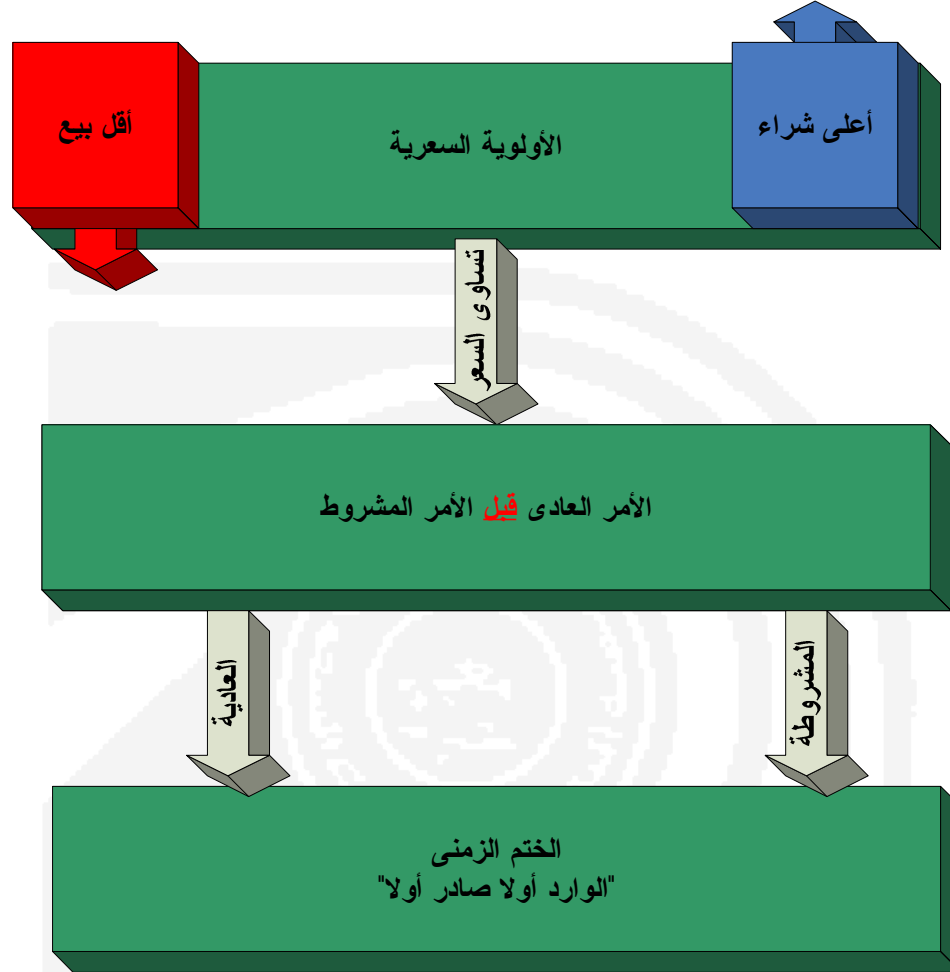 أعلى شراء
الأولوية السعرية
أقل بيع
تساوى السعر
الأمر العادى قبل الأمر المشروط
المشروطة
العادية
الختم الزمنى
"الوارد أولا صادر أولا"